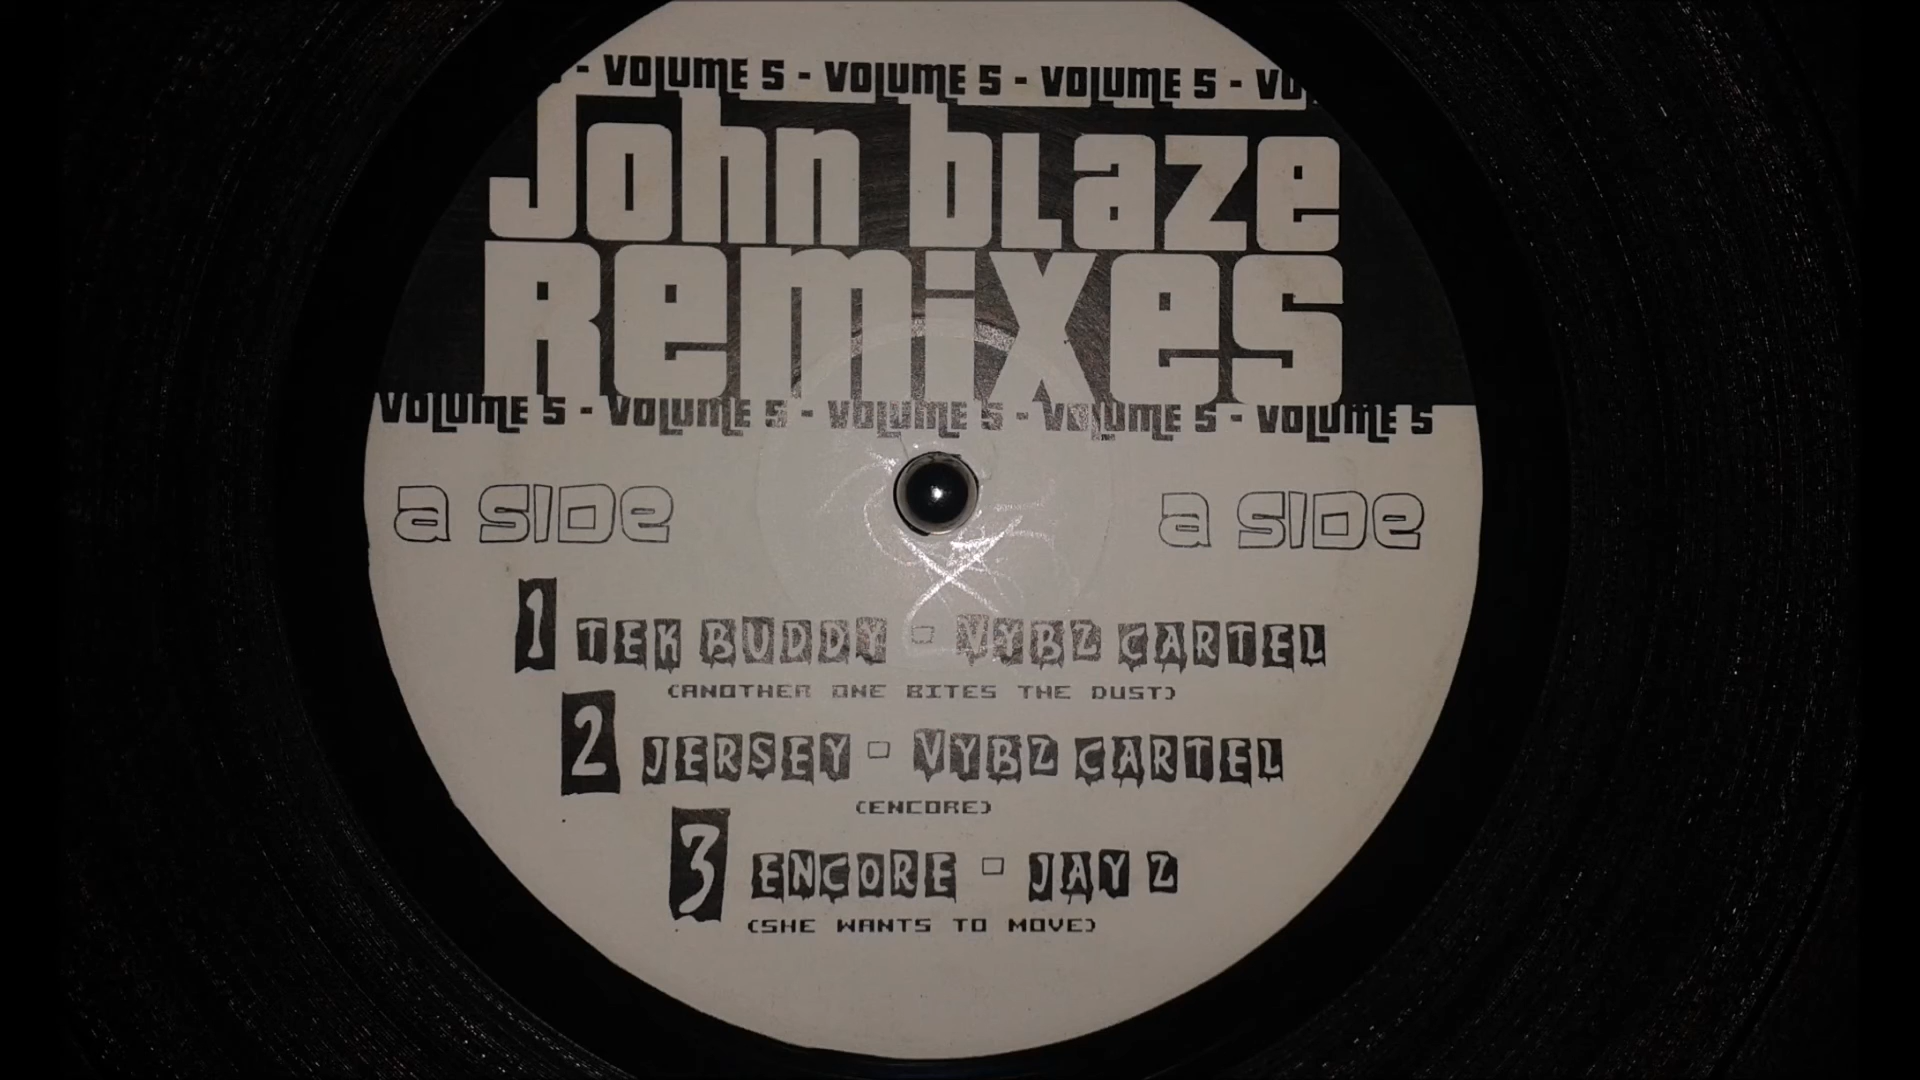 - VOLUME 5 - VOLUME 5 - VOLUME 5 - VO
John blaze
Remixes
VOLUME 5 - VOLUME 5 - VOLUME 5 - VOLUME 5 - VOLUME 5
a SIDe a SIDe
1 TEK BUDDY - VYBZ CARTEL
(ANOTHER ONE BITES THE DUST)
2 JERSEY - VYBZ CARTEL
(ENCORE)
3 ENCORE - JAY Z
(SHE WANTS TO MOVE)